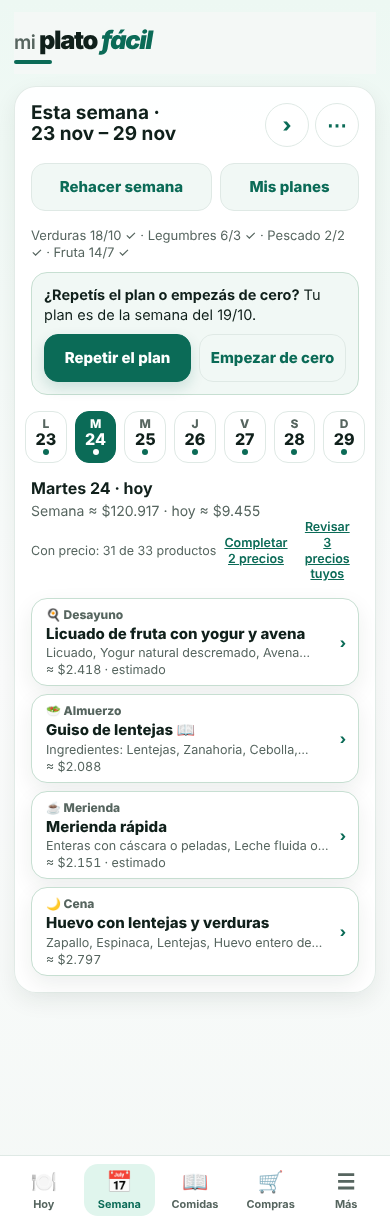 mi plato fácil
Esta semana ·
23 nov – 29 nov
›
···
Rehacer semana
Mis planes
Verduras 18/10 ✓ · Legumbres 6/3 ✓ · Pescado 2/2
✓ · Fruta 14/7 ✓
¿Repetís el plan o empezás de cero? Tu
plan es de la semana del 19/10.
Repetir el plan
Empezar de cero
L M M J V S D
23 24 25 26 27 28 29
Martes 24 · hoy
Semana ≈ $120.917 · hoy ≈ $9.455
Con precio: 31 de 33 productos
Completar
2 precios
Revisar
3
precios
tuyos
🍳 Desayuno
Licuado de fruta con yogur y avena
Licuado, Yogur natural descremado, Avena...
≈ $2.418 · estimado
›
🥗 Almuerzo
Guiso de lentejas 📖
Ingredientes: Lentejas, Zanahoria, Cebolla,...
≈ $2.088
›
☕ Merienda
Merienda rápida
Enteras con cáscara o peladas, Leche fluida o...
≈ $2.151 · estimado
›
🌙 Cena
Huevo con lentejas y verduras
Zapallo, Espinaca, Lentejas, Huevo entero de...
≈ $2.797
›
Hoy
Semana
Comidas
Compras
Más